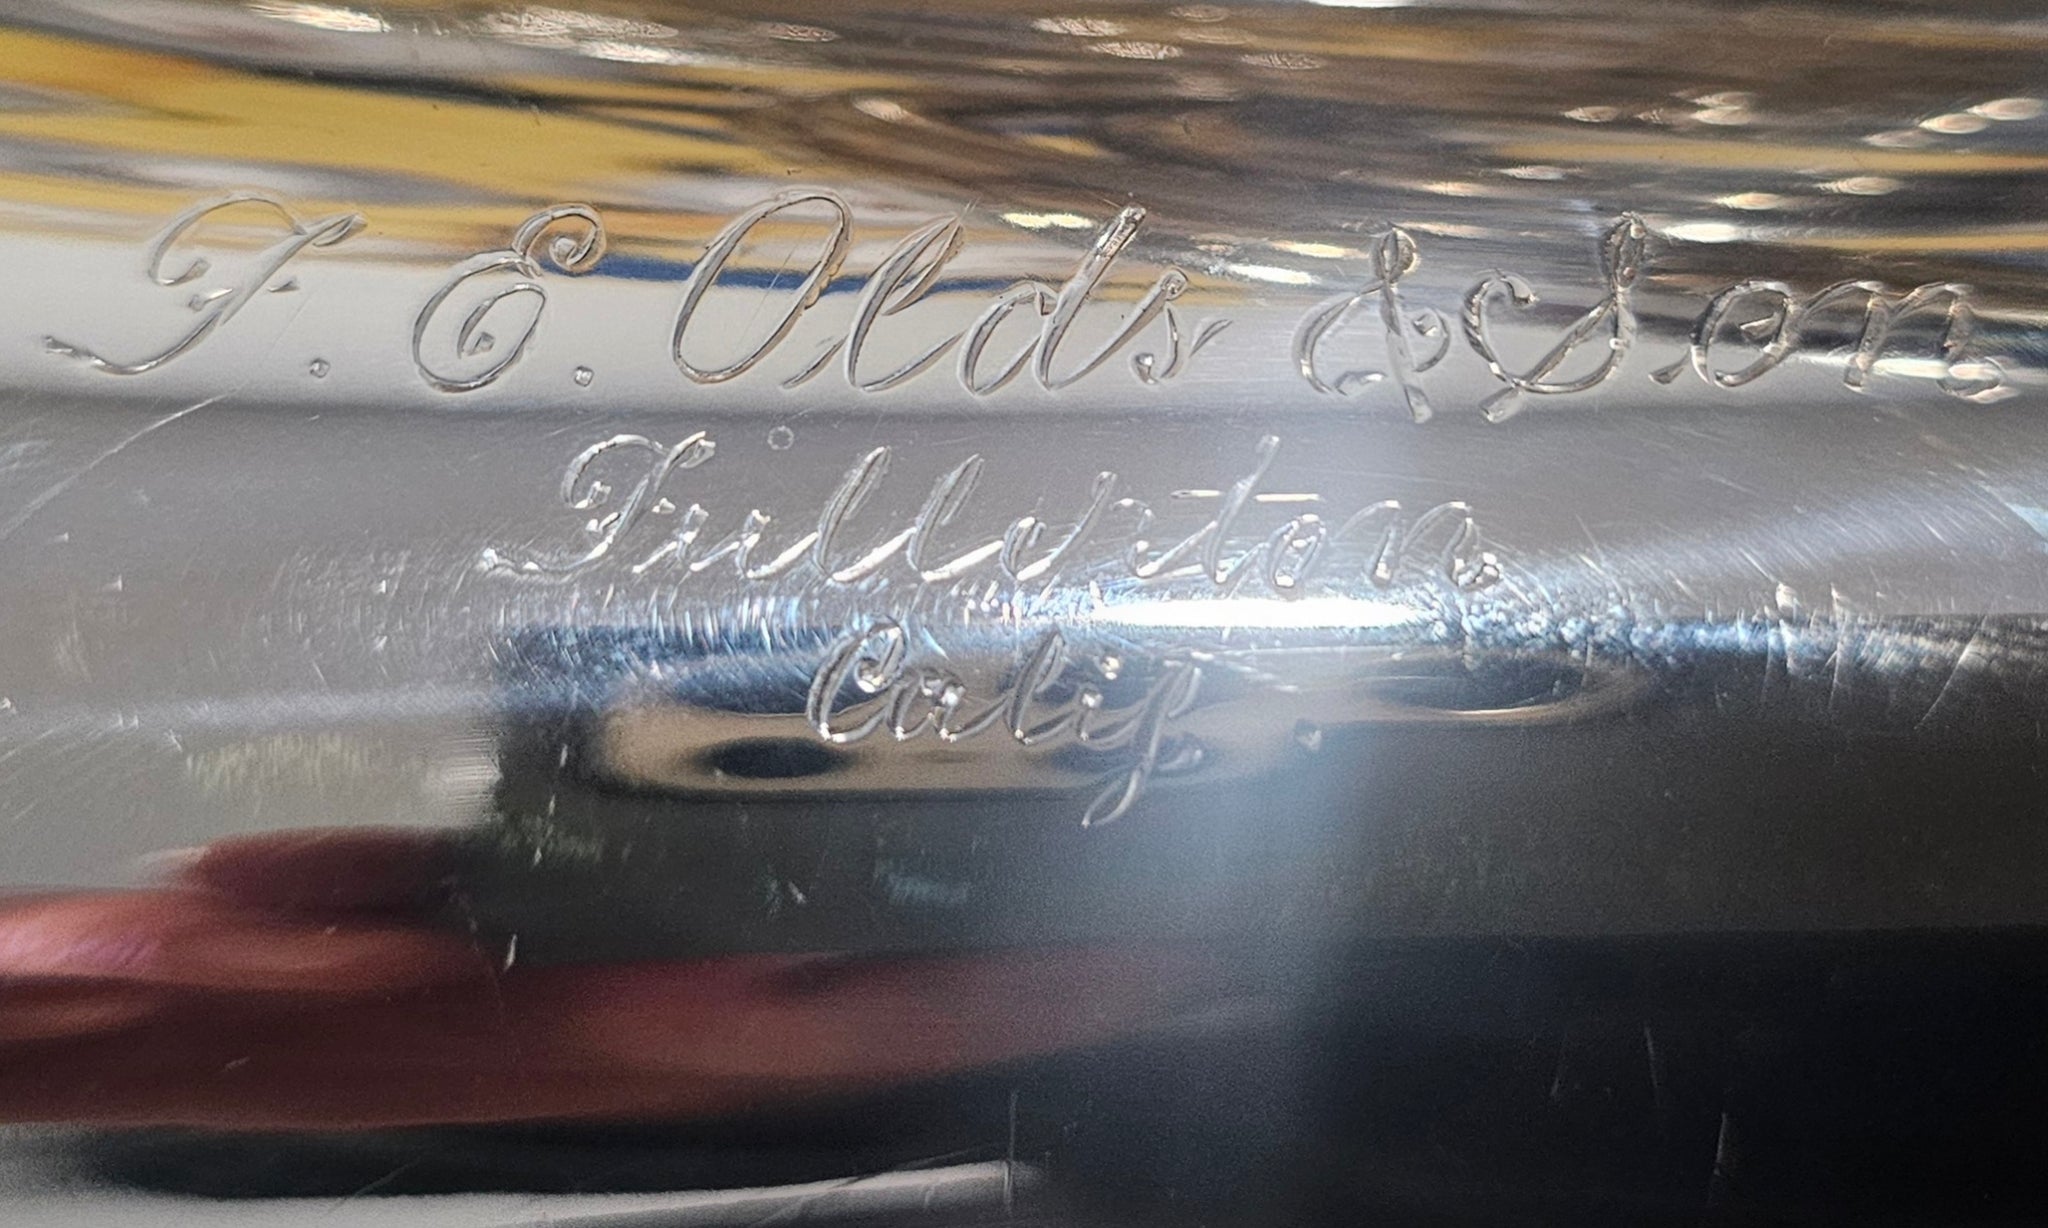 F. E. Olds & Son
Fullerton
Calif.